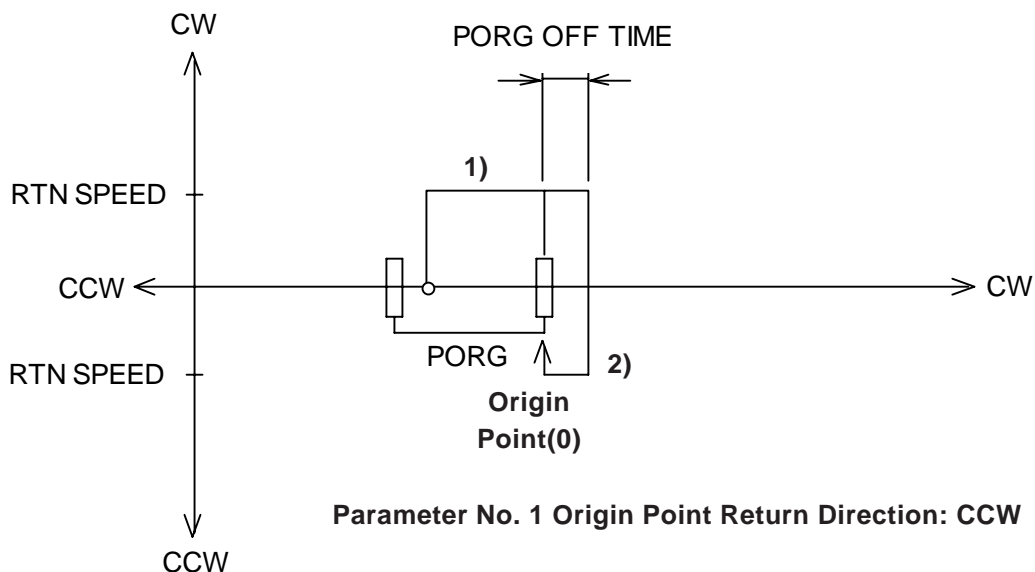 CW
PORG OFF TIME
1)
RTN SPEED
CCW
CW
PORG
2)
RTN SPEED
Origin
Point(0)
Parameter No. 1 Origin Point Return Direction: CCW
CCW